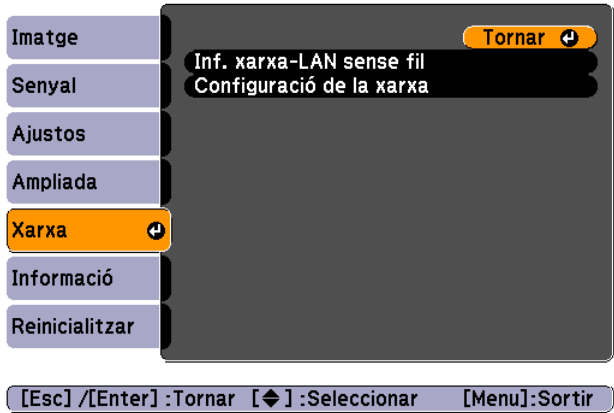 Imatge
Senyal
Ajustos
Ampliada
Xarxa
Informació
Reinicialitzar
Tornar
Inf. xarxa-LAN sense fil
Configuració de la xarxa
[Esc] /[Enter] :Tornar [◆] :Seleccionar [Menu]:Sortir